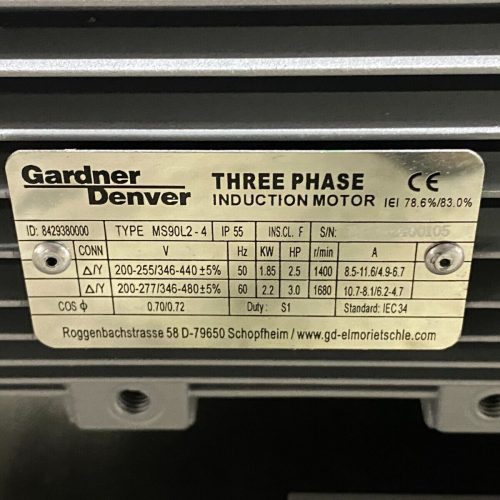 Gardner
Denver
THREE PHASE
INDUCTION MOTOR
CE
IEI 78.6%/83.0%
ID: 8429380000 TYPE MS90L2-4 IP 55 INS.CL. F S/N:
CONN V Hz KW HP r/min A
Δ/Y 200-255/346-440±5% 50 1.85 2.5 1400 8.5-11.6/4.9-6.7
Δ/Y 200-277/346-480±5% 60 2.2 3.0 1680 10.7-8.1/6.2-4.7
COS ϕ 0.70/0.72 Duty: S1 Standard: IEC 34
Roggenbachstrasse 58 D-79650 Schopfheim / www.gd-elmorietschle.com